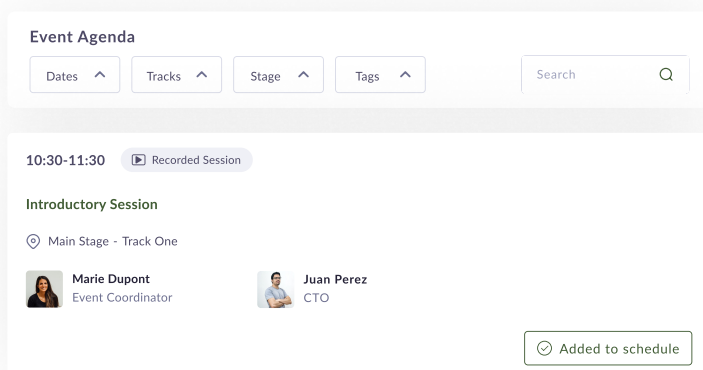 Event Agenda
Dates
Tracks
Stage
Tags
Search
10:30-11:30
Recorded Session
Introductory Session
Main Stage - Track One
Marie Dupont
Event Coordinator
Juan Perez
CTO
Added to schedule